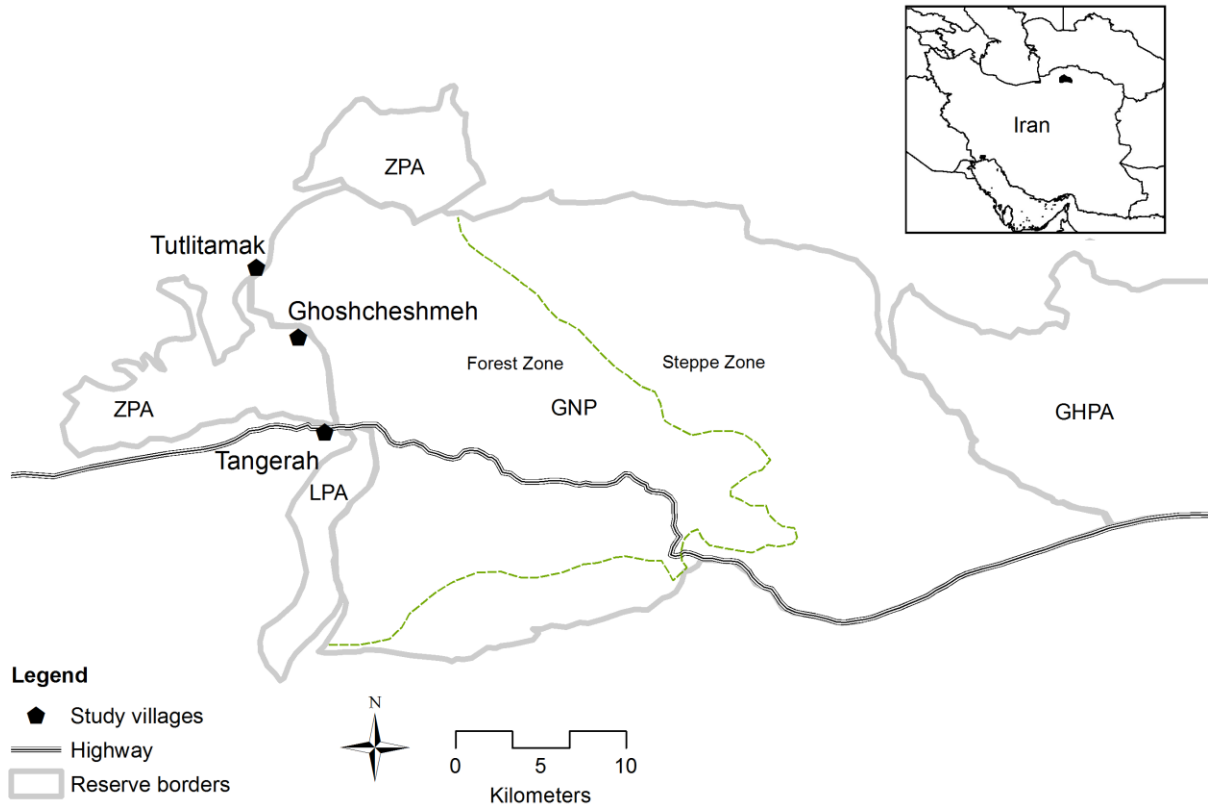 Iran
ZPA
Tutlitamak
Ghoshcheshmeh
Forest Zone
Steppe Zone
ZPA
GNP
GHPA
Tangerah
LPA
Legend
Study villages
Highway
Reserve borders
N
0 5 10
Kilometers